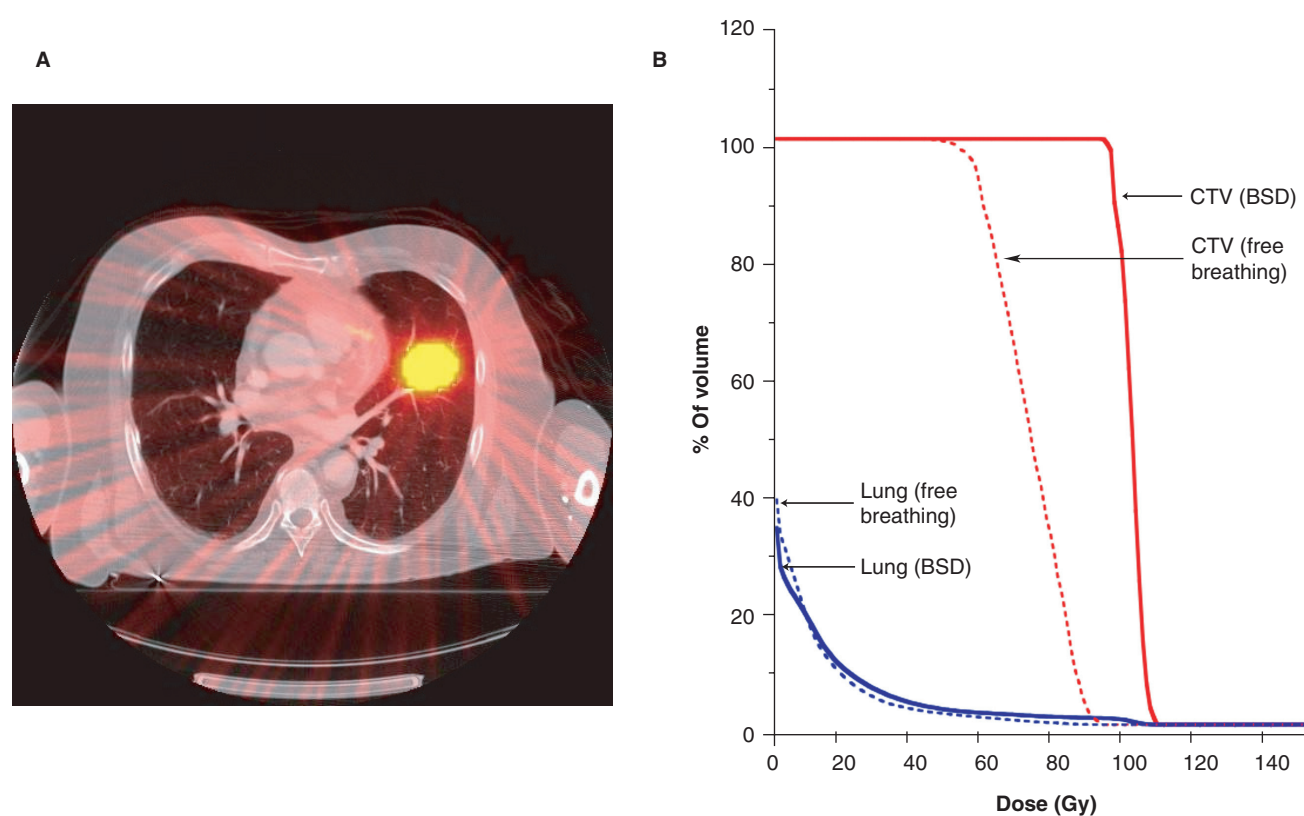 A
B
120
100
80
60
40
20
0
% Of volume
CTV (BSD)
CTV (free
breathing)
Lung (free
breathing)
Lung (BSD)
0 20 40 60 80 100 120 140
Dose (Gy)